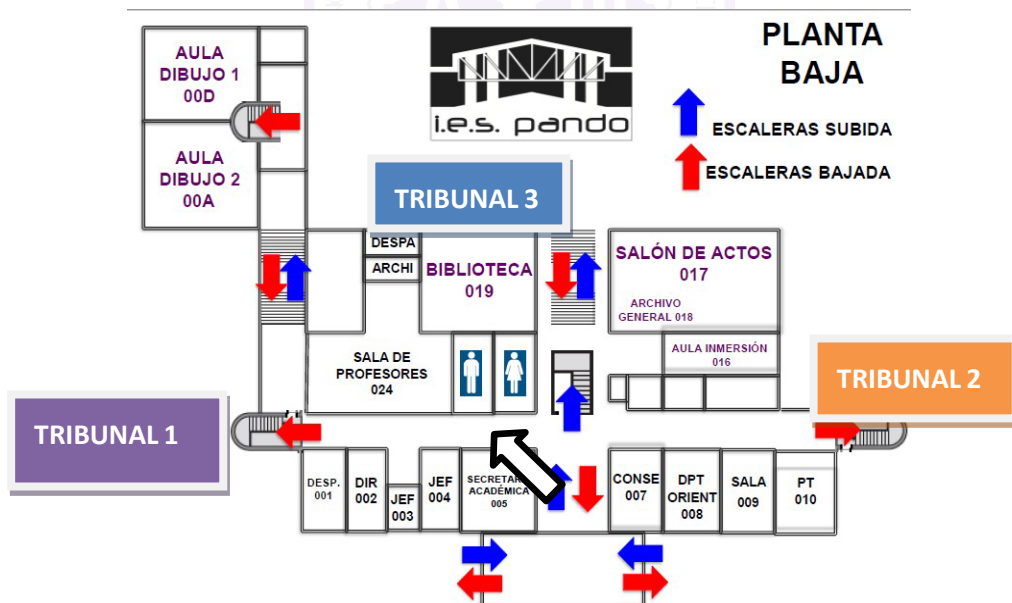 PLANTA
BAJA
i.e.s. pando
ESCALERAS SUBIDA
ESCALERAS BAJADA
AULA
DIBUJO 1
00D
AULA
DIBUJO 2
00A
TRIBUNAL 3
DESPA
ARCHI
BIBLIOTECA
019
SALÓN DE ACTOS
017
ARCHIVO
GENERAL 018
AULA INMERSIÓN
016
SALA DE
PROFESORES
024
TRIBUNAL 2
TRIBUNAL 1
DESP.
001
DIR
002
JEF
003
JEF
004
ACADÉMICA
005
CONSE
007
DPT
ORIENT
008
SALA
009
PT
010